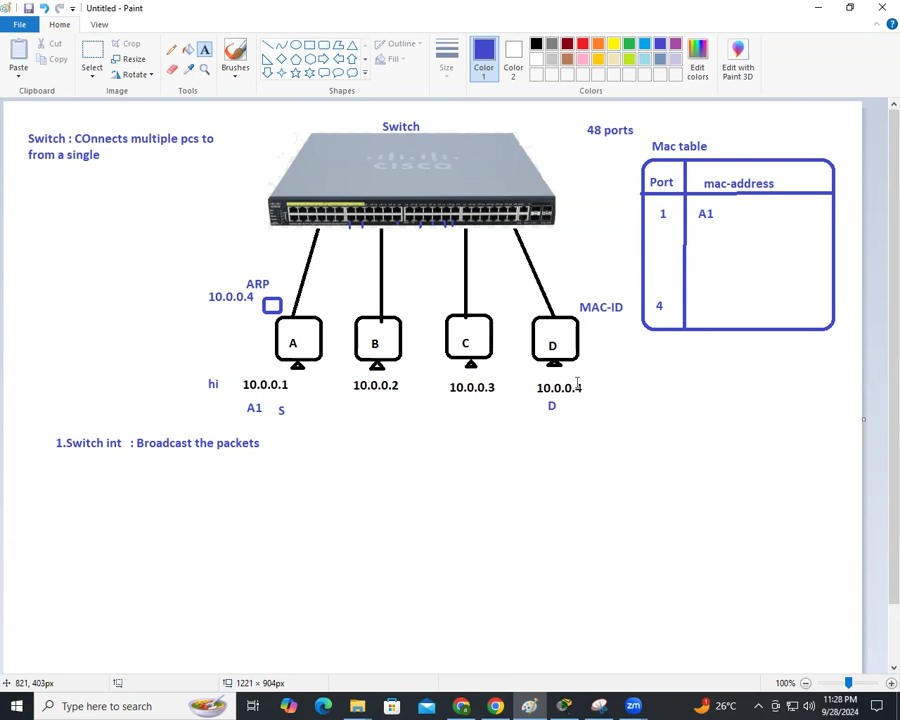 Untitled - Paint
File
Home
View
Paste
Cut
Copy
Clipboard
Select
Crop
Resize
Rotate
Image
Tools
Brushes
Shapes
Outline
Fill
Size
Color
1
Color
2
Colors
Edit
colors
Edit with
Paint 3D
Switch : COnnects multiple pcs to
from a single
Switch
CISCO
48 ports
Mac table
Port
mac-address
1
A1
4
ARP
10.0.0.4
MAC-ID
A
B
C
D
hi
10.0.0.1
10.0.0.2
10.0.0.3
10.0.0.4
A1
S
D
1.Switch int : Broadcast the packets
821, 403px
1221 × 904px
100%
Type here to search
zm
26°C
11:28 PM
9/28/2024